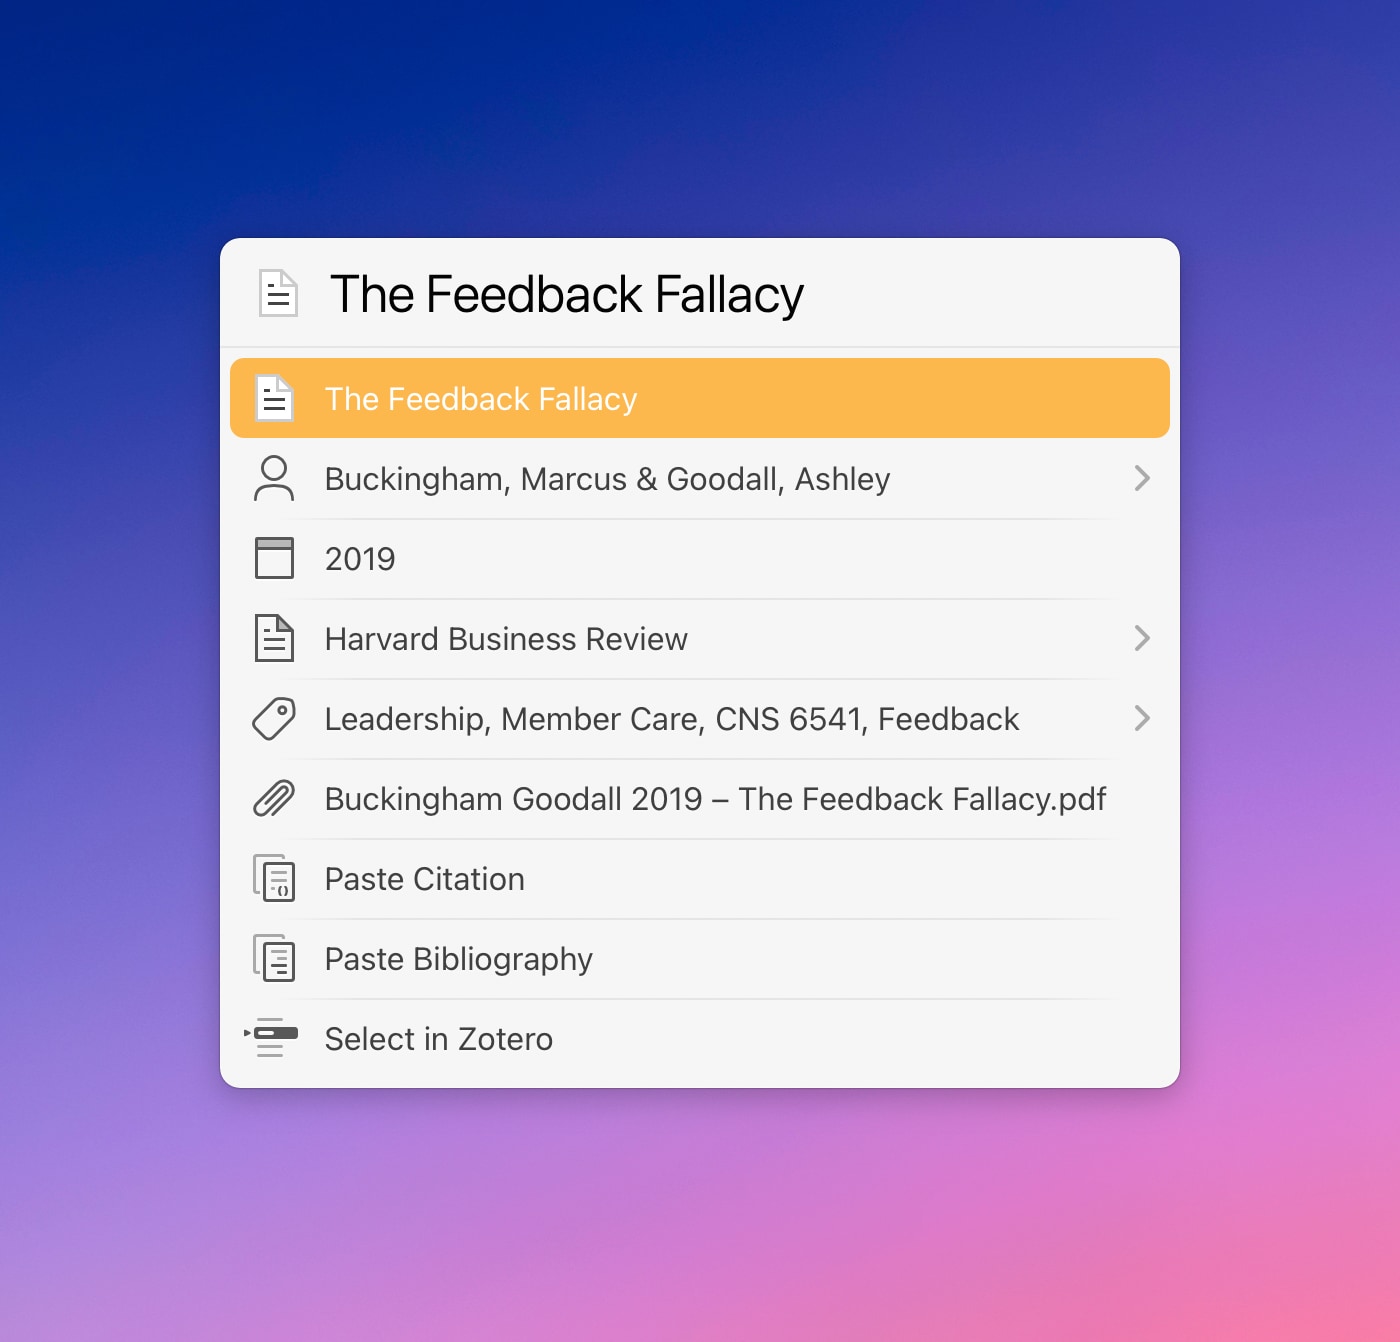 The Feedback Fallacy
The Feedback Fallacy
Buckingham, Marcus & Goodall, Ashley
2019
Harvard Business Review
Leadership, Member Care, CNS 6541, Feedback
Buckingham Goodall 2019 – The Feedback Fallacy.pdf
Paste Citation
Paste Bibliography
Select in Zotero